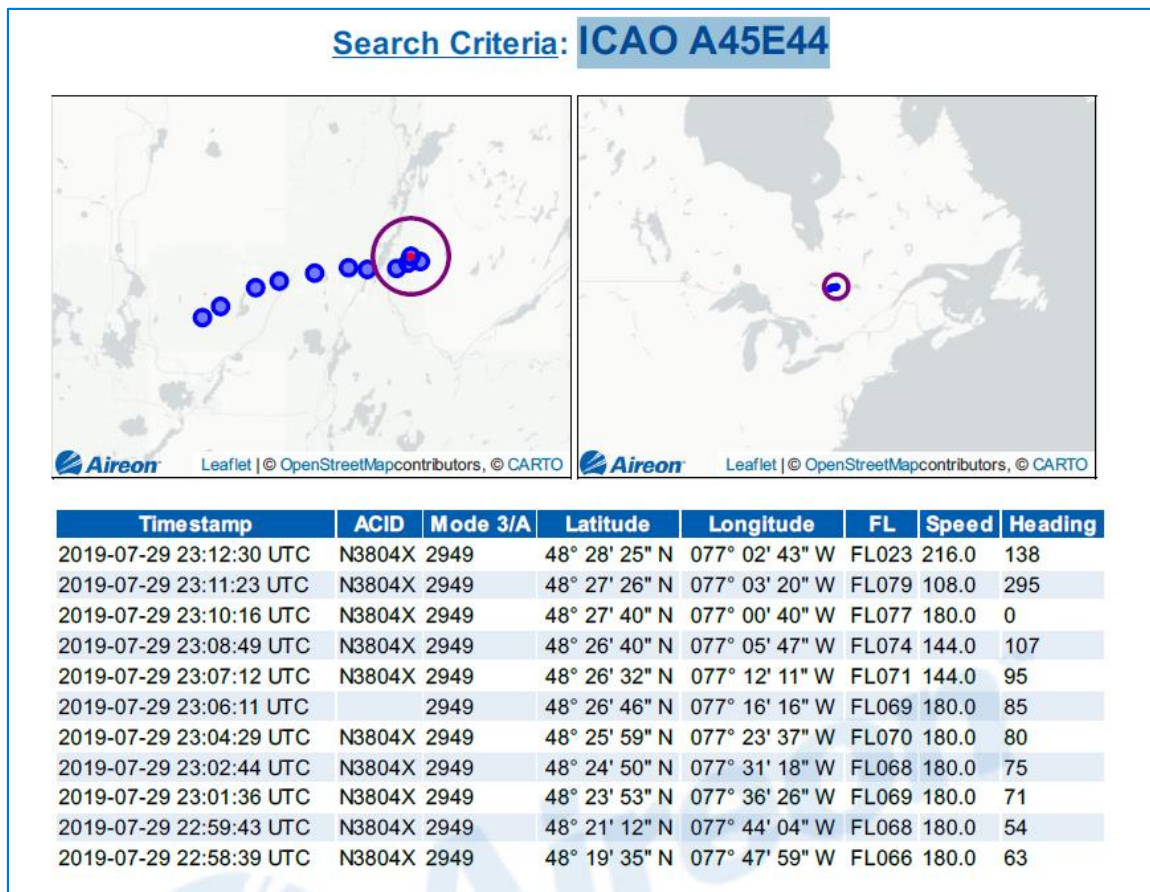 Search Criteria: ICAO A45E44
Aireon Leaflet | © OpenStreetMapcontributors, © CARTO
Aireon Leaflet | © OpenStreetMapcontributors, © CARTO
Timestamp ACID Mode 3/A Latitude Longitude FL Speed Heading
2019-07-29 23:12:30 UTC N3804X 2949 48° 28' 25" N 077° 02' 43" W FL023 216.0 138
2019-07-29 23:11:23 UTC N3804X 2949 48° 27' 26" N 077° 03' 20" W FL079 108.0 295
2019-07-29 23:10:16 UTC N3804X 2949 48° 27' 40" N 077° 00' 40" W FL077 180.0 0
2019-07-29 23:08:49 UTC N3804X 2949 48° 26' 40" N 077° 05' 47" W FL074 144.0 107
2019-07-29 23:07:12 UTC N3804X 2949 48° 26' 32" N 077° 12' 11" W FL071 144.0 95
2019-07-29 23:06:11 UTC 2949 48° 26' 46" N 077° 16' 16" W FL069 180.0 85
2019-07-29 23:04:29 UTC N3804X 2949 48° 25' 59" N 077° 23' 37" W FL070 180.0 80
2019-07-29 23:02:44 UTC N3804X 2949 48° 24' 50" N 077° 31' 18" W FL068 180.0 75
2019-07-29 23:01:36 UTC N3804X 2949 48° 23' 53" N 077° 36' 26" W FL069 180.0 71
2019-07-29 22:59:43 UTC N3804X 2949 48° 21' 12" N 077° 44' 04" W FL068 180.0 54
2019-07-29 22:58:39 UTC N3804X 2949 48° 19' 35" N 077° 47' 59" W FL066 180.0 63
Aireon